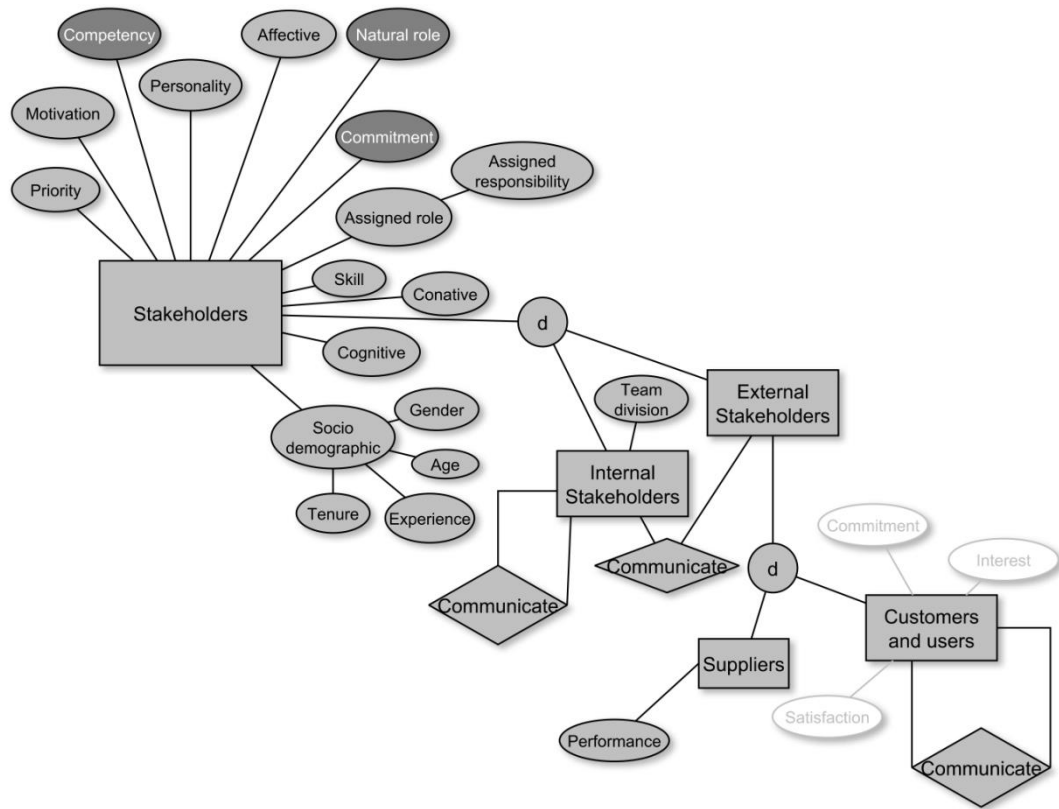 Competency
Affective
Natural role
Personality
Motivation
Commitment
Assigned
responsibility
Priority
Assigned role
Skill
Conative
Stakeholders
d
Cognitive
Team
division
External
Stakeholders
Gender
Socio
demographic
Age
Internal
Stakeholders
Tenure
Experience
Commitment
Interest
Communicate
d
Communicate
Customers
and users
Suppliers
Satisfaction
Performance
Communicate